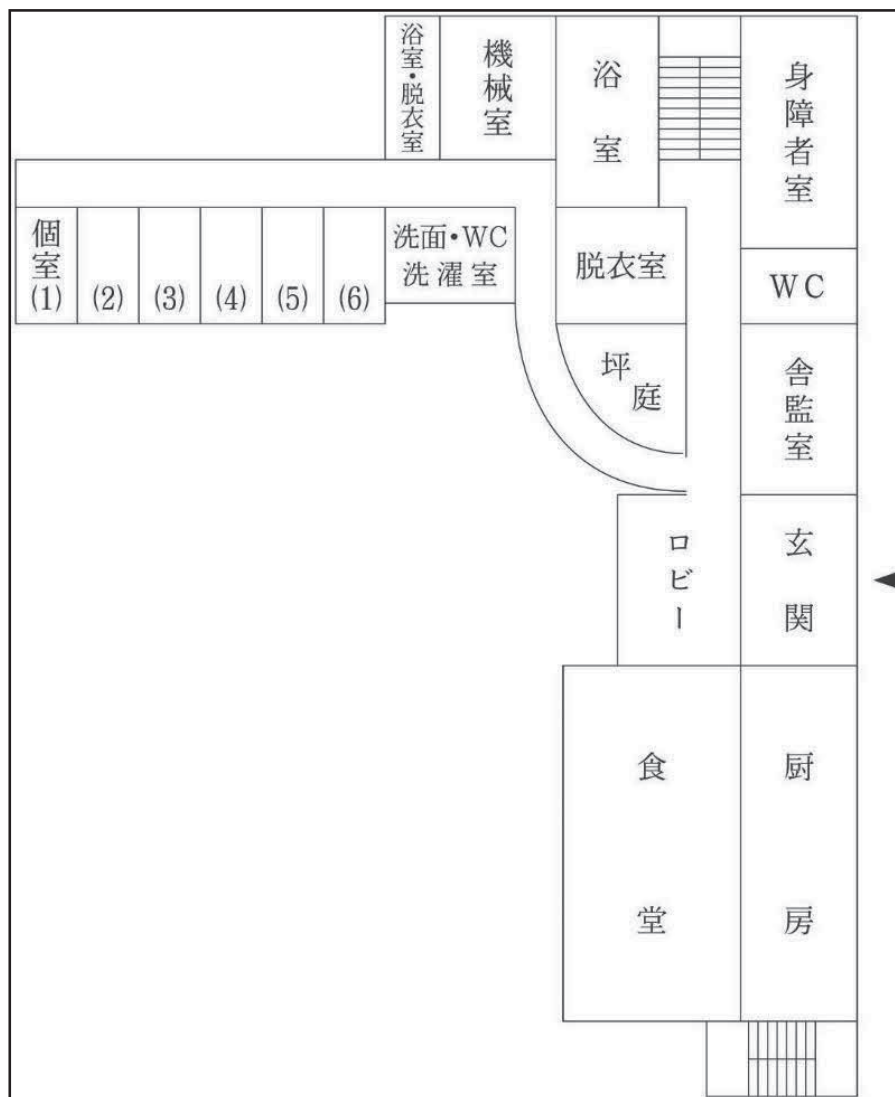 浴室・脱衣室
機械室
浴室
身障者室
個室
(1)
(2)
(3)
(4)
(5)
(6)
洗面・WC
洗濯室
脱衣室
WC
坪庭
舎監室
ロビー
玄関
食堂
厨房